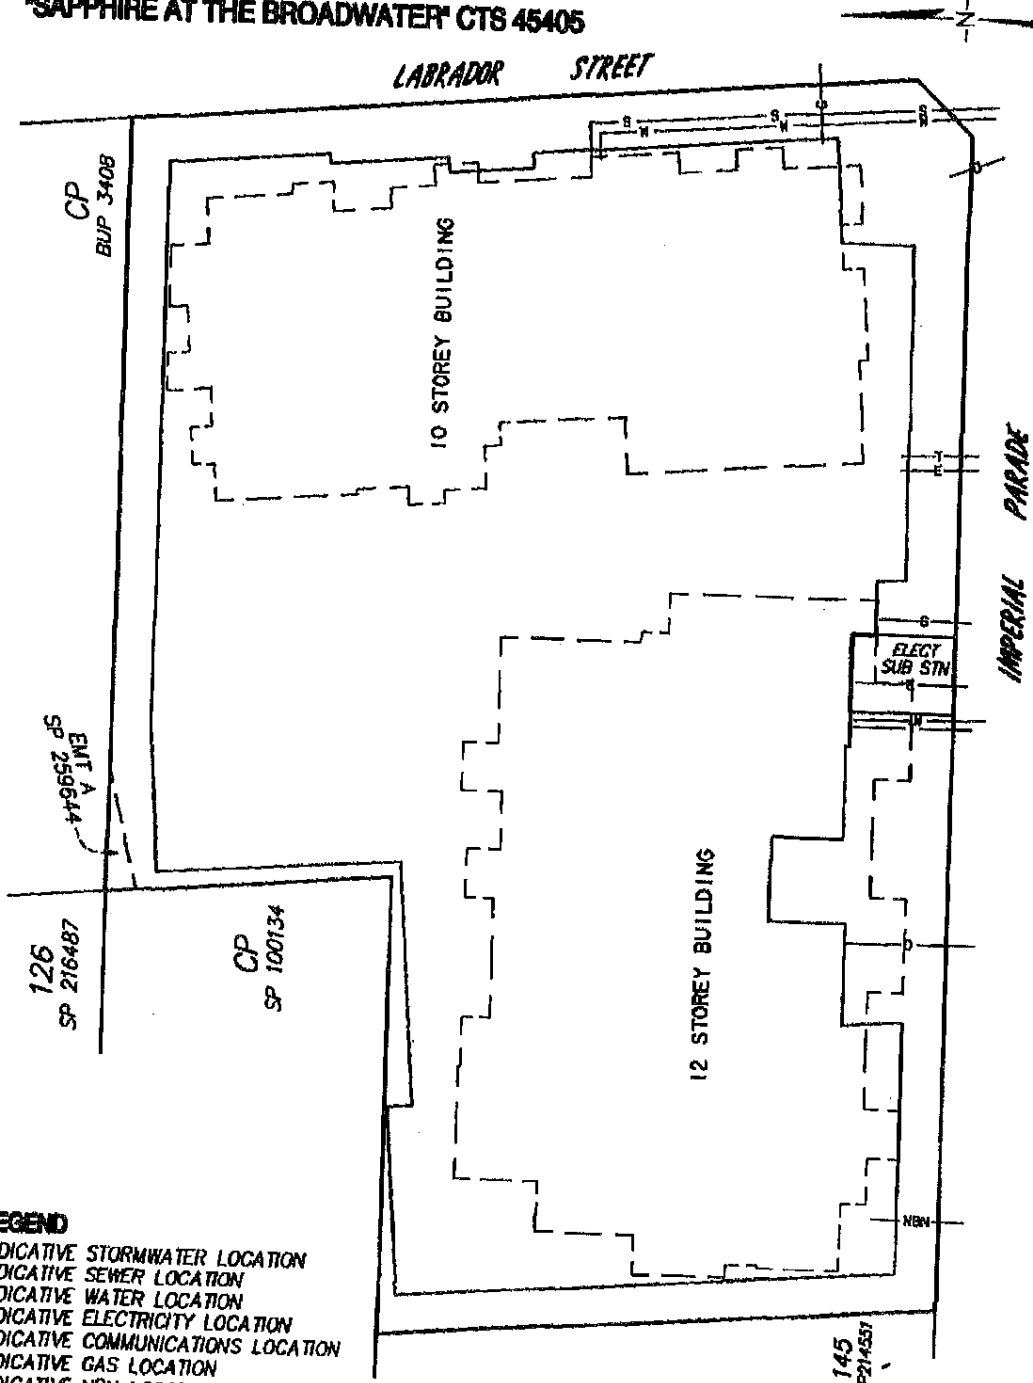 "SAPPHIRE AT THE BROADWATER" CTS 45405
N
LABRADOR STREET
S S S
W W W
G
CP
BUP 3408
10 STOREY BUILDING
T
E
IMPERIAL PARADE
ELECT
SUB STN
W
EMT A
SP 259644
126
SP 216487
CP
SP 100134
12 STOREY BUILDING
D
NBN
EGEND
DICATIVE STORMWATER LOCATION
DICATIVE SEWER LOCATION
DICATIVE WATER LOCATION
DICATIVE ELECTRICITY LOCATION
DICATIVE COMMUNICATIONS LOCATION
DICATIVE GAS LOCATION
145
P214551